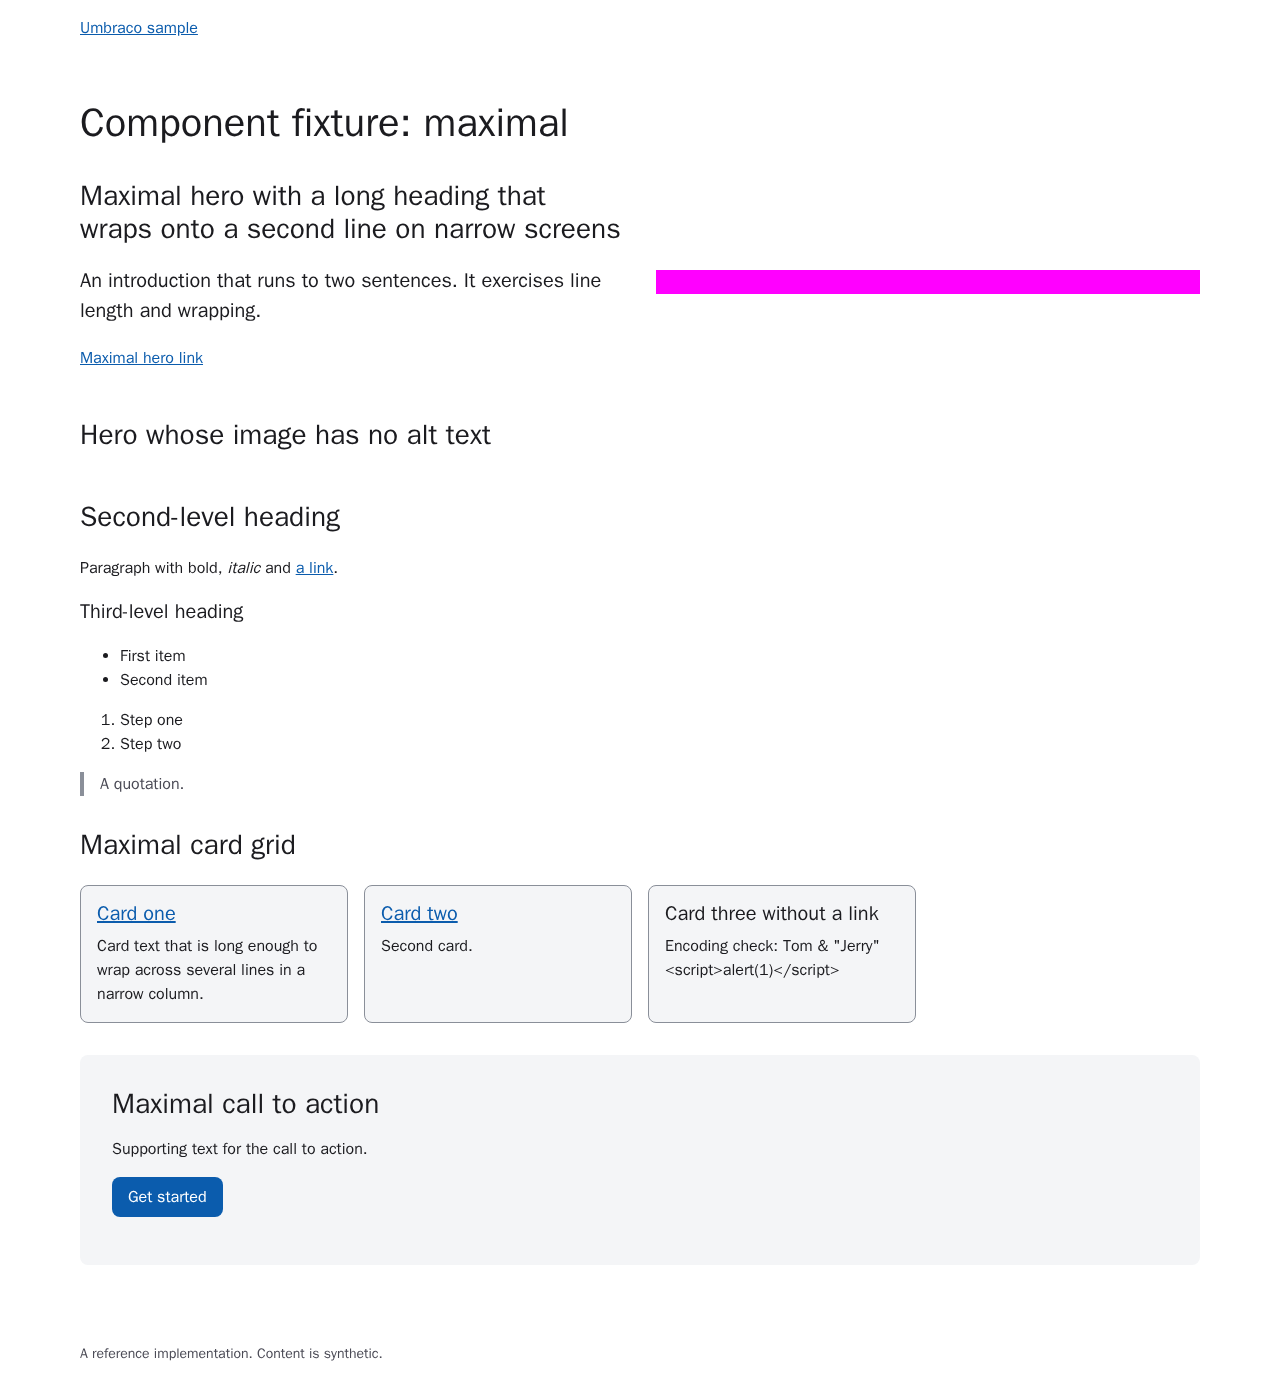 Umbraco sample
Component fixture: maximal
Maximal hero with a long heading that
wraps onto a second line on narrow screens
An introduction that runs to two sentences. It exercises line
length and wrapping.
Maximal hero link
Hero whose image has no alt text
Second-level heading
Paragraph with bold, italic and a link.
Third-level heading
• First item
• Second item
1. Step one
2. Step two
A quotation.
Maximal card grid
Card one
Card text that is long enough to
wrap across several lines in a
narrow column.
Card two
Second card.
Card three without a link
Encoding check: Tom & "Jerry"
<script>alert(1)</script>
Maximal call to action
Supporting text for the call to action.
Get started
A reference implementation. Content is synthetic.